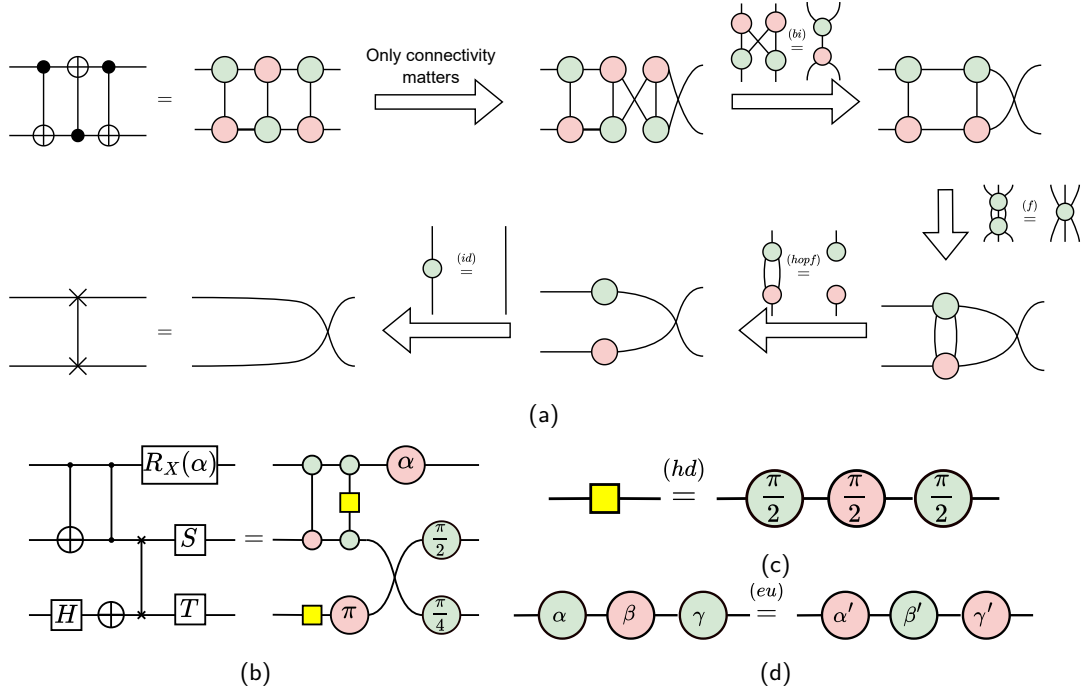 =
Only connectivity
matters
(bi)
=
(f)
=
(hopf)
=
(id)
=
=
(a)
R_X(α)
S
H
T
=
α
π/2
π
π/4
(b)
(hd)
=
π/2
π/2
π/2
(c)
α
β
γ
(eu)
=
α′
β′
γ′
(d)